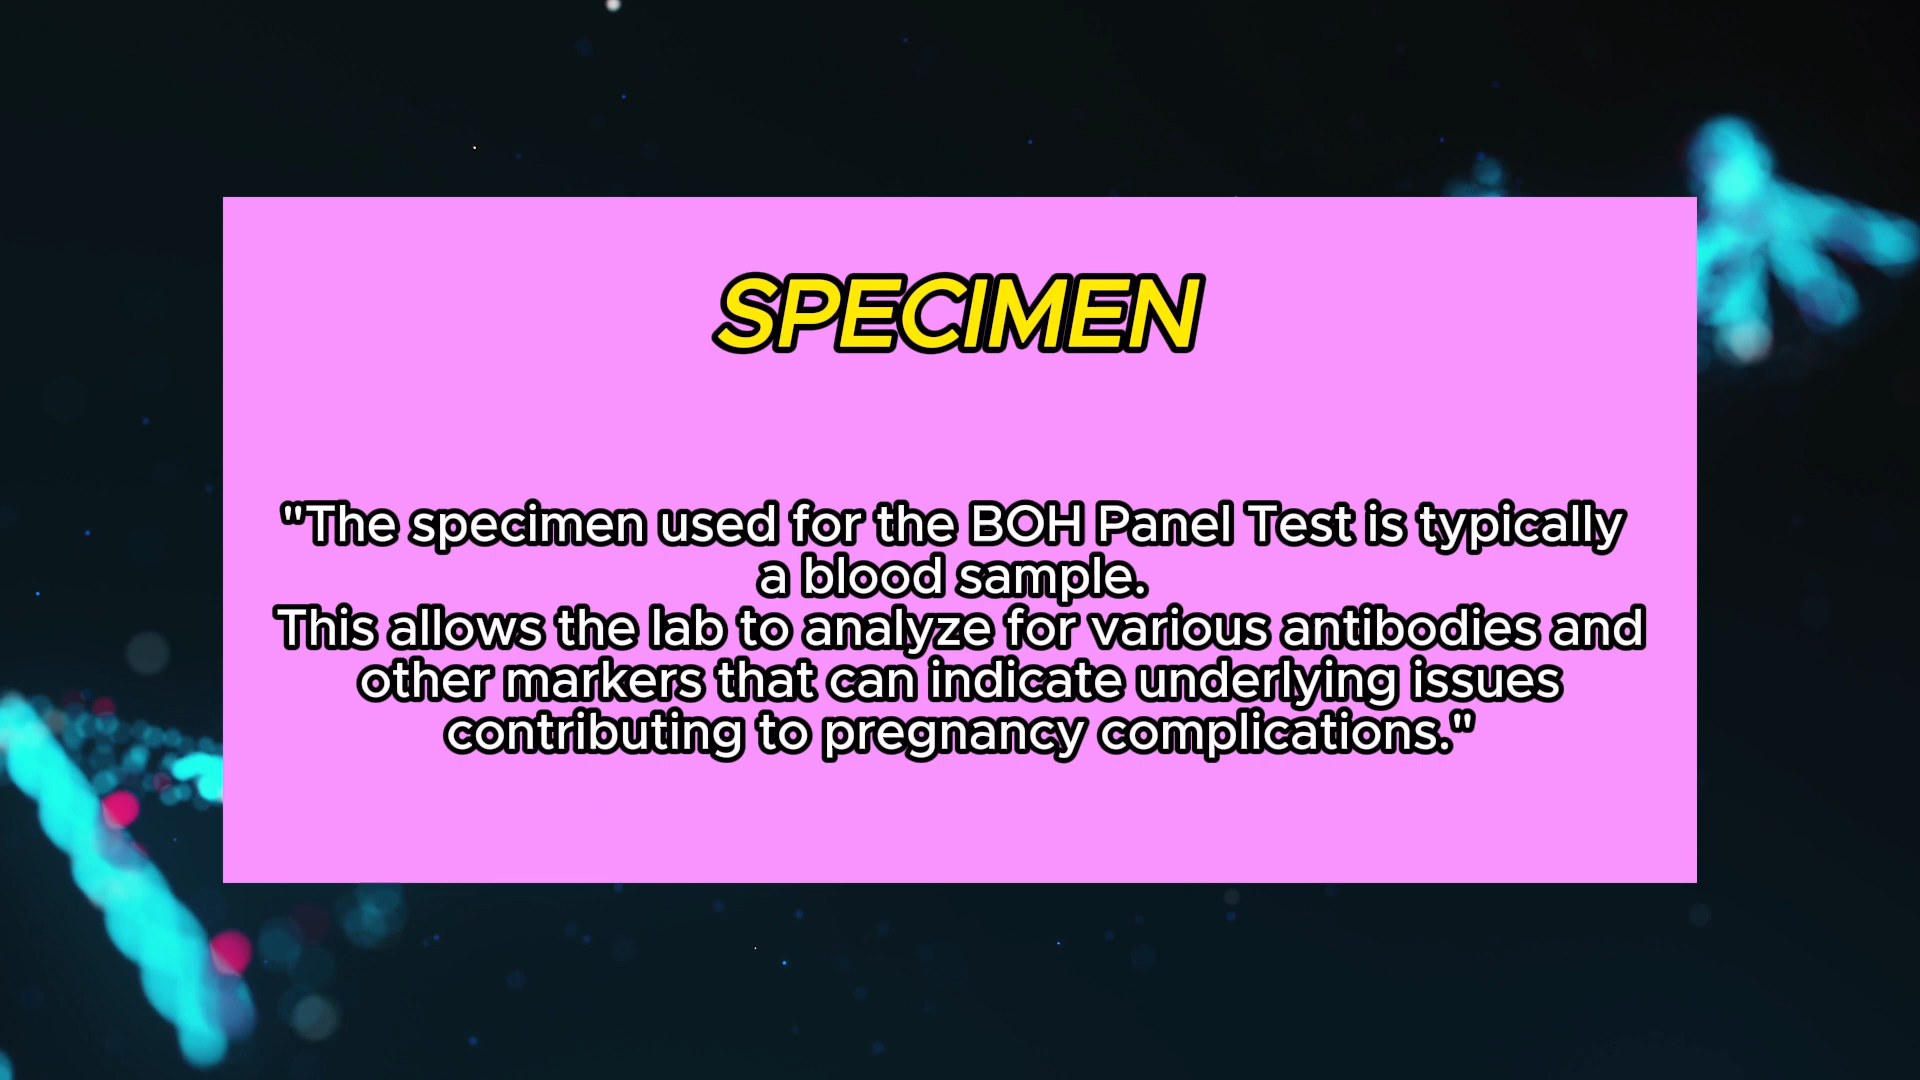 SPECIMEN
"The specimen used for the BOH Panel Test is typically
a blood sample.
This allows the lab to analyze for various antibodies and
other markers that can indicate underlying issues
contributing to pregnancy complications."